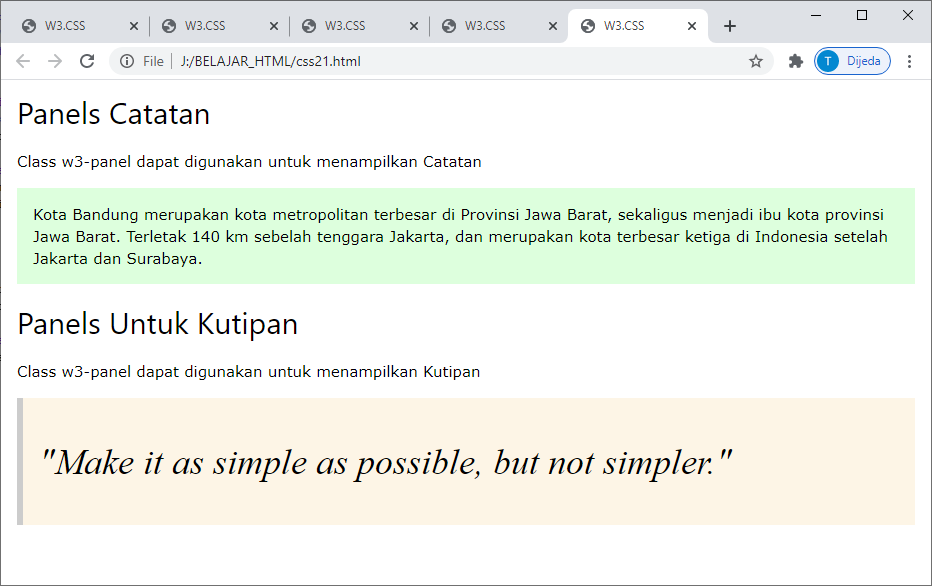 W3.CSS W3.CSS W3.CSS W3.CSS W3.CSS
File J:/BELAJAR_HTML/css21.html T Dijeda
Panels Catatan
Class w3-panel dapat digunakan untuk menampilkan Catatan
Kota Bandung merupakan kota metropolitan terbesar di Provinsi Jawa Barat, sekaligus menjadi ibu kota provinsi
Jawa Barat. Terletak 140 km sebelah tenggara Jakarta, dan merupakan kota terbesar ketiga di Indonesia setelah
Jakarta dan Surabaya.
Panels Untuk Kutipan
Class w3-panel dapat digunakan untuk menampilkan Kutipan
"Make it as simple as possible, but not simpler."